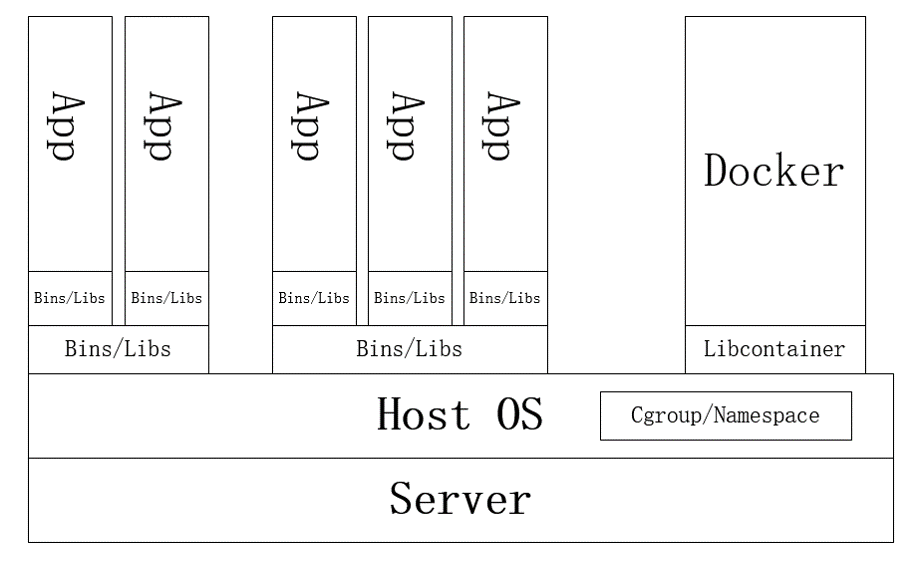 App
App
App
App
App
Docker
Bins/Libs
Bins/Libs
Bins/Libs
Bins/Libs
Bins/Libs
Bins/Libs
Bins/Libs
Libcontainer
Host OS
Cgroup/Namespace
Server